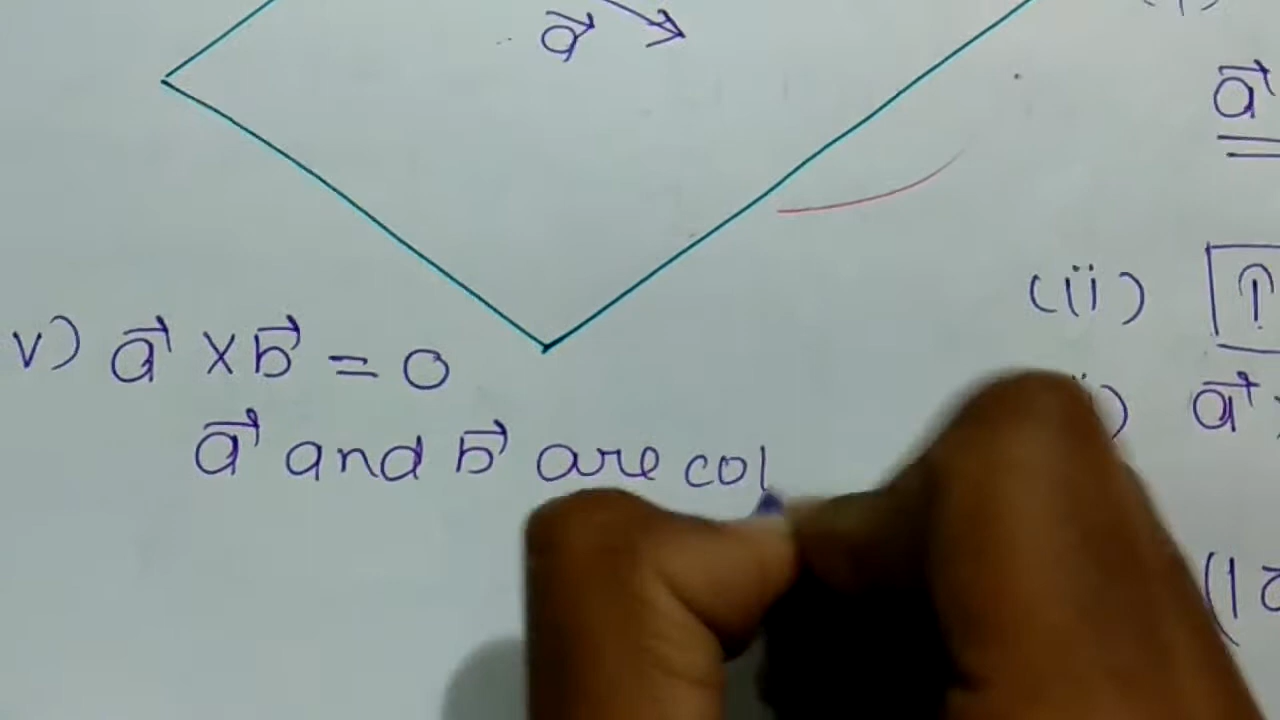 a⃗
a⃗
(ii)
v) a⃗ × b⃗ = 0
a⃗ and b⃗ are col
a⃗